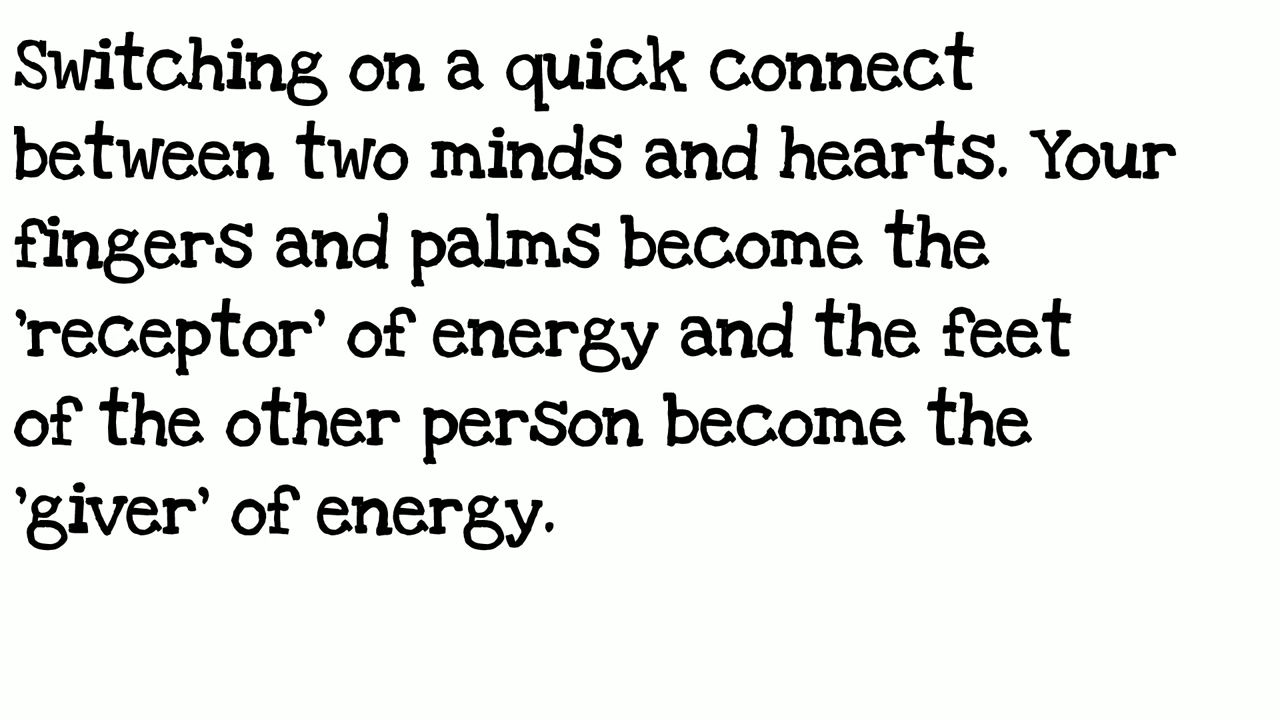 Switching on a quick connect
between two minds and hearts. Your
fingers and palms become the
'receptor' of energy and the feet
of the other person become the
'giver' of energy.